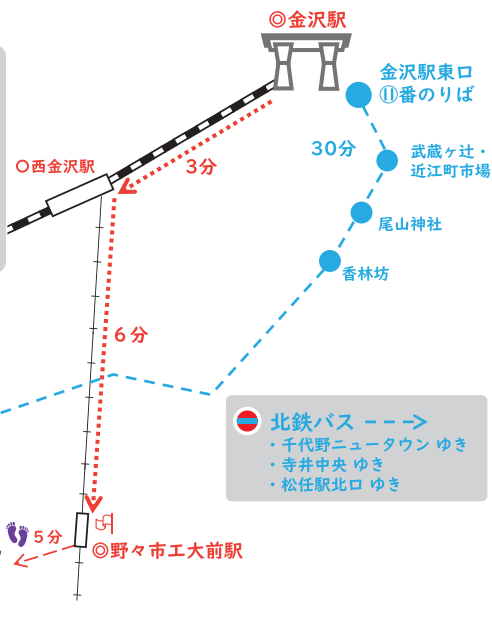 ◎金沢駅
金沢駅東口
⑪番のりば
武蔵ヶ辻・
近江町市場
30分
3分
○西金沢駅
尾山神社
香林坊
6分
北鉄バス
・千代野ニュータウン ゆき
・寺井中央 ゆき
・松任駅北口 ゆき
5分
◎野々市工大前駅